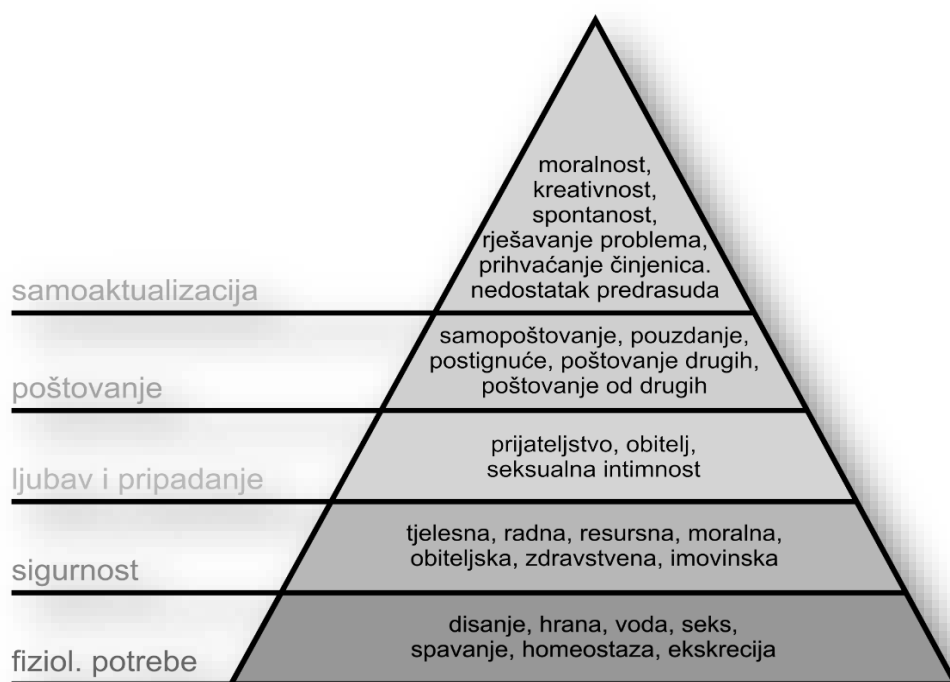 moralnost,
kreativnost,
spontanost,
rješavanje problema,
prihvaćanje činjenica.
nedostatak predrasuda
samoaktualizacija
samopoštovanje, pouzdanje,
postignuće, poštovanje drugih,
poštovanje od drugih
poštovanje
prijateljstvo, obitelj,
seksualna intimnost
ljubav i pripadanje
tjelesna, radna, resursna, moralna,
obiteljska, zdravstvena, imovinska
sigurnost
disanje, hrana, voda, seks,
spavanje, homeostaza, ekskrecija
fiziol. potrebe